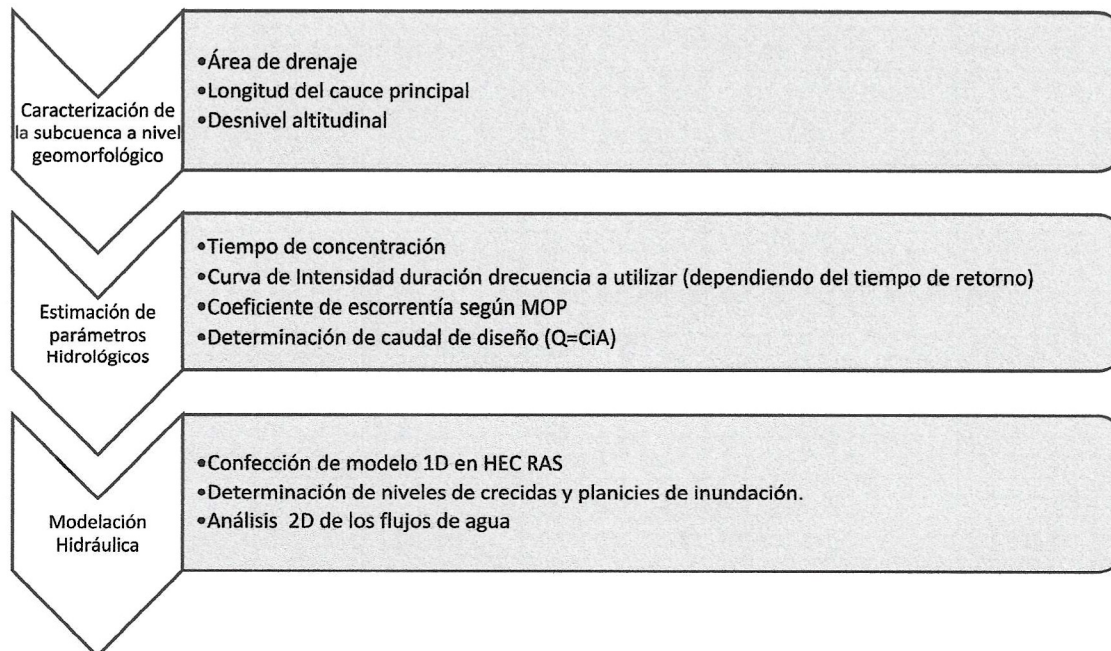 Caracterización de
la subcuenca a nivel
geomorfológico
•Área de drenaje
•Longitud del cauce principal
•Desnivel altitudinal
Estimación de
parámetros
Hidrológicos
•Tiempo de concentración
•Curva de Intensidad duración drecuencia a utilizar (dependiendo del tiempo de retorno)
•Coeficiente de escorrentía según MOP
•Determinación de caudal de diseño (Q=CiA)
Modelación
Hidráulica
•Confección de modelo 1D en HEC RAS
•Determinación de niveles de crecidas y planicies de inundación.
•Análisis 2D de los flujos de agua